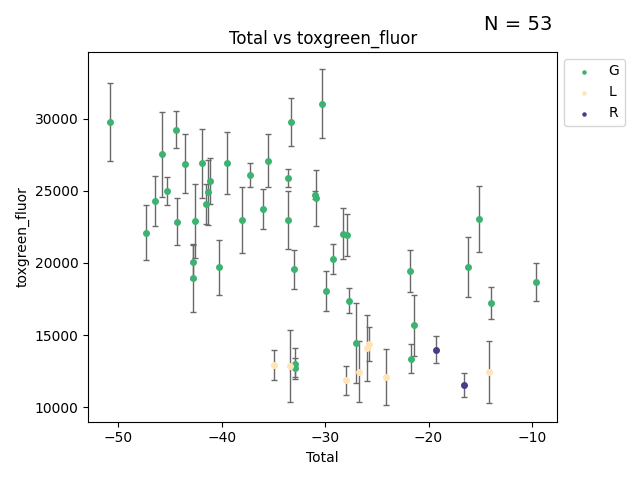 N = 53
Total vs toxgreen_fluor
G
L
R
30000
25000
20000
15000
10000
toxgreen_fluor
−50
−40
−30
−20
−10
Total